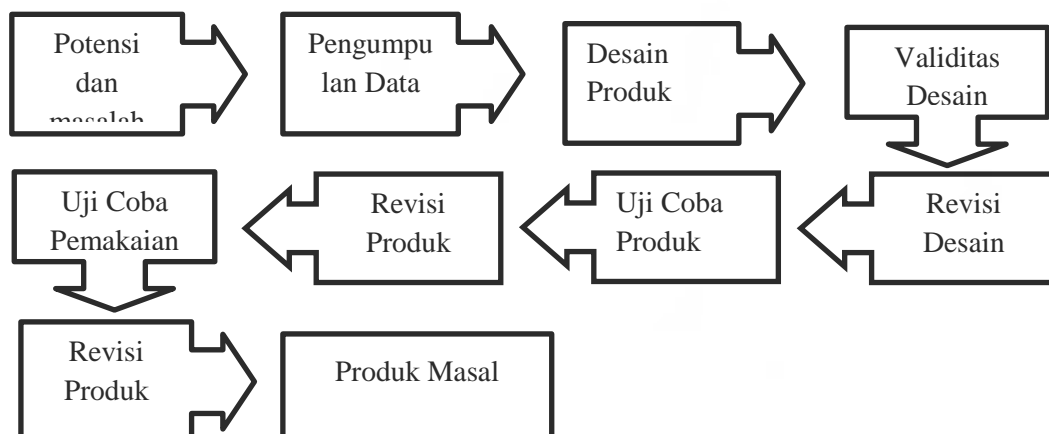 Potensi
dan
masalah
Pengumpu
lan Data
Desain
Produk
Validitas
Desain
Revisi
Desain
Uji Coba
Produk
Revisi
Produk
Uji Coba
Pemakaian
Revisi
Produk
Produk Masal